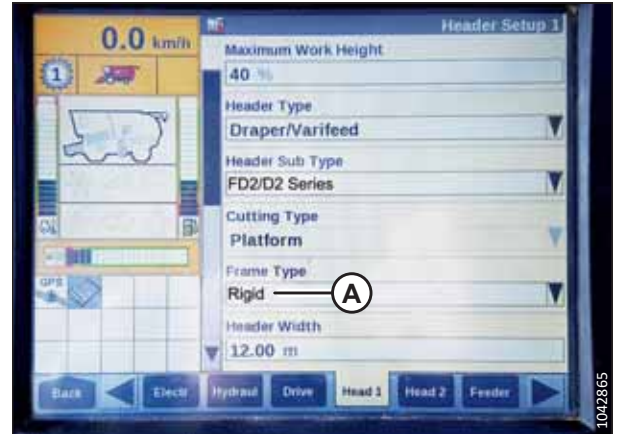 0.0 km/h
Header Setup 1
1
Maximum Work Height
40 %
Header Type
Draper/Varifeed
Header Sub Type
FD2/D2 Series
Cutting Type
Platform
Frame Type
Rigid
A
Header Width
12.00 m
GPS
Back
Electr
Hydraul
Drive
Head 1
Head 2
Feeder
1042865